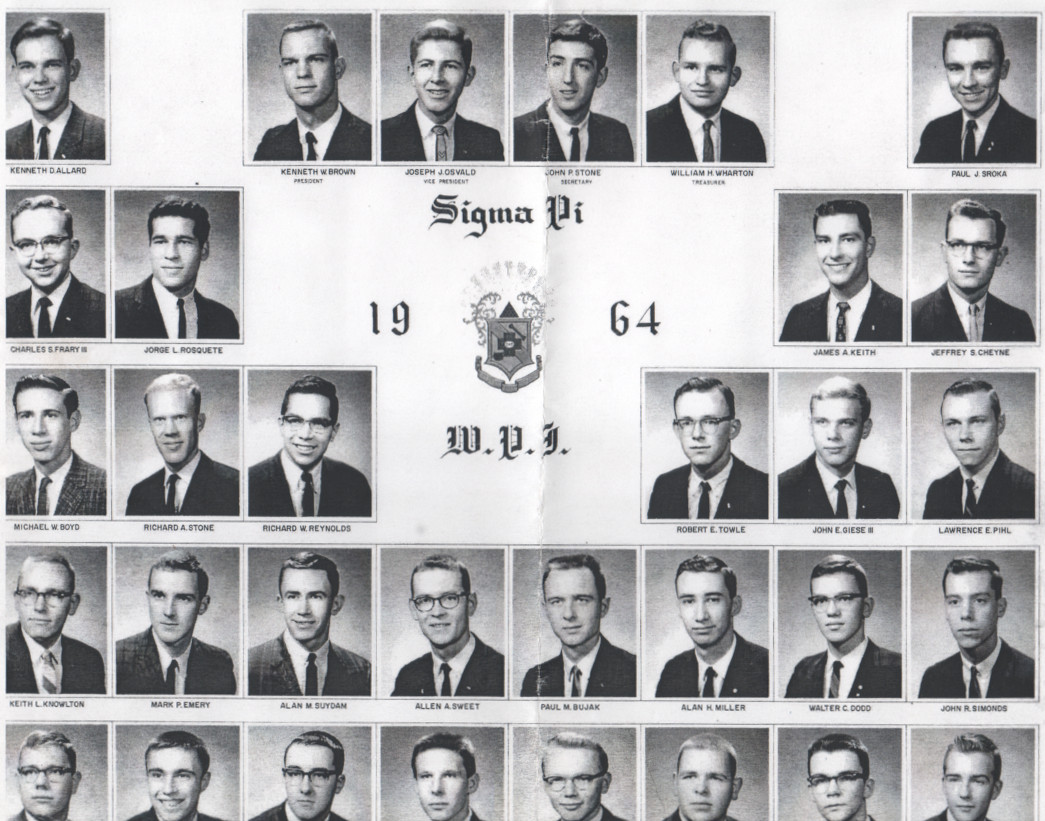 KENNETH D. ALLARD
KENNETH W. BROWN
PRESIDENT
JOSEPH J. OSVALD
VICE PRESIDENT
JOHN P. STONE
SECRETARY
WILLIAM H. WHARTON
TREASURER
PAUL J. SROKA
Sigma Pi
CHARLES S. FRARY III
JORGE L. ROSQUETE
19 64
JAMES A. KEITH
JEFFREY S. CHEYNE
W.P.I.
MICHAEL W. BOYD
RICHARD A. STONE
RICHARD W. REYNOLDS
ROBERT E. TOWLE
JOHN E. GIESE III
LAWRENCE E. PIHL
KEITH L. KNOWLTON
MARK P. EMERY
ALAN M. SUYDAM
ALLEN A. SWEET
PAUL M. BUJAK
ALAN H. MILLER
WALTER C. DODD
JOHN R. SIMONDS